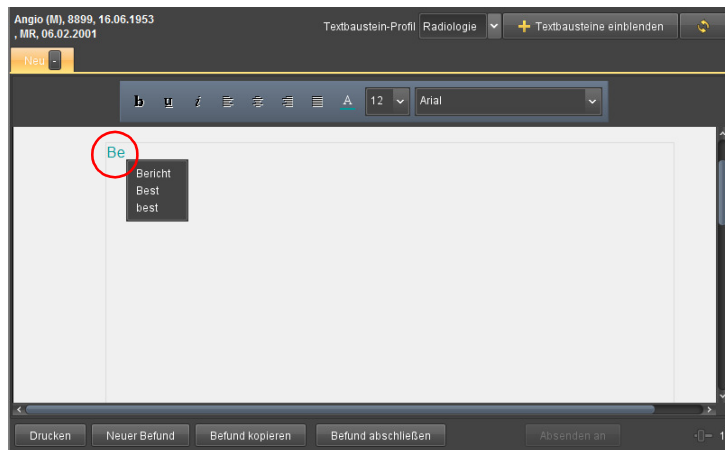 Angio (M), 8899, 16.06.1953
, MR, 06.02.2001
Textbaustein-Profil Radiologie
Textbausteine einblenden
Neu -
b u i A 12 Arial
Be
Bericht
Best
best
Drucken Neuer Befund Befund kopieren Befund abschließen Absenden an 1